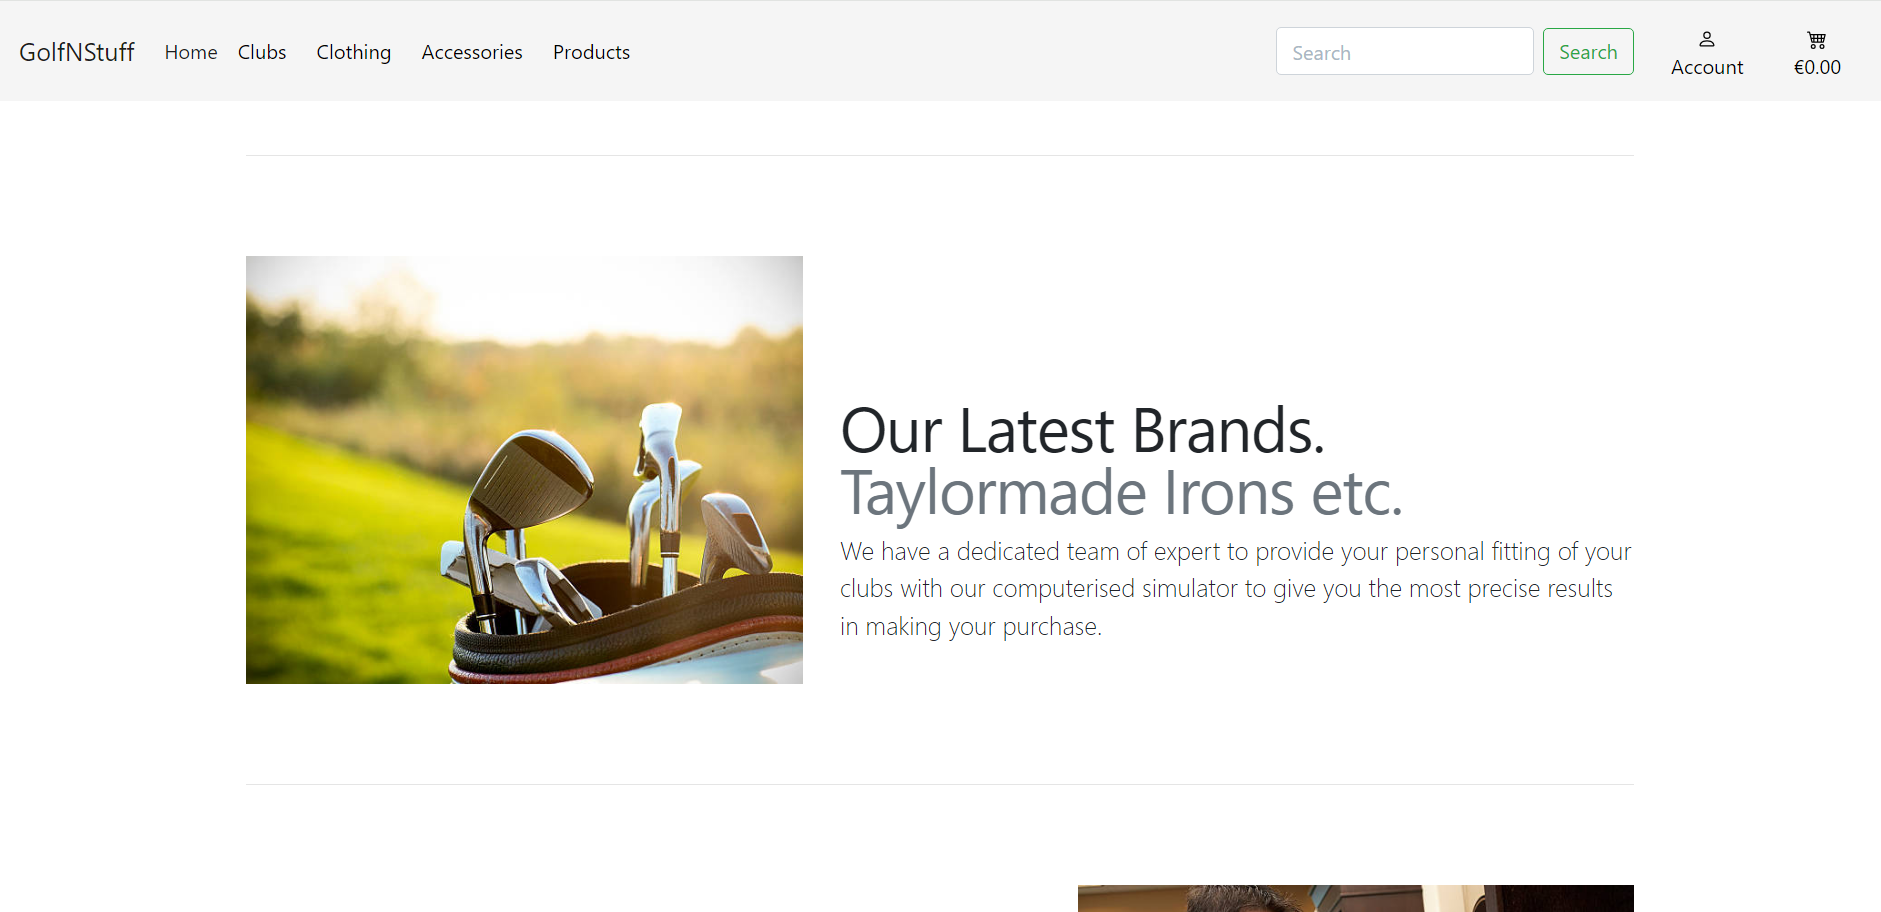 GolfNStuff Home Clubs Clothing Accessories Products Search Search Account €0.00
Our Latest Brands.
Taylormade Irons etc.
We have a dedicated team of expert to provide your personal fitting of your
clubs with our computerised simulator to give you the most precise results
in making your purchase.